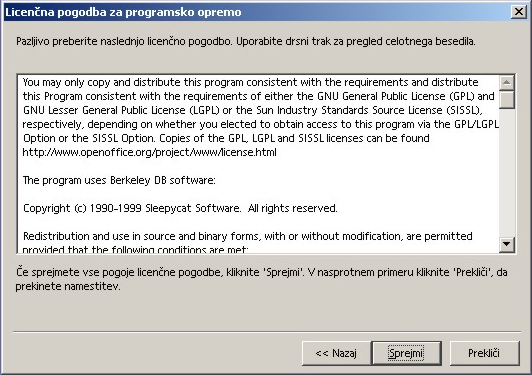 Licenčna pogodba za programsko opremo
Pazljivo preberite naslednjo licenčno pogodbo. Uporabite drsni trak za pregled celotnega besedila.
You may only copy and distribute this program consistent with the requirements and distribute
this Program consistent with the requirements of either the GNU General Public License (GPL) and
GNU Lesser General Public License (LGPL) or the Sun Industry Standards Source License (SISSL),
respectively, depending on whether you elected to obtain access to this program via the GPL/LGPL
Option or the SISSL Option. Copies of the GPL, LGPL and SISSL licenses can be found
http://www.openoffice.org/project/www/license.html
The program uses Berkeley DB software:
Copyright (c) 1990-1999 Sleepycat Software. All rights reserved.
Redistribution and use in source and binary forms, with or without modification, are permitted
provided that the following conditions are met:
Če sprejmete vse pogoje licenčne pogodbe, kliknite 'Sprejmi'. V nasprotnem primeru kliknite 'Prekliči', da
prekinete namestitev.
<< Nazaj
Sprejmi
Prekliči